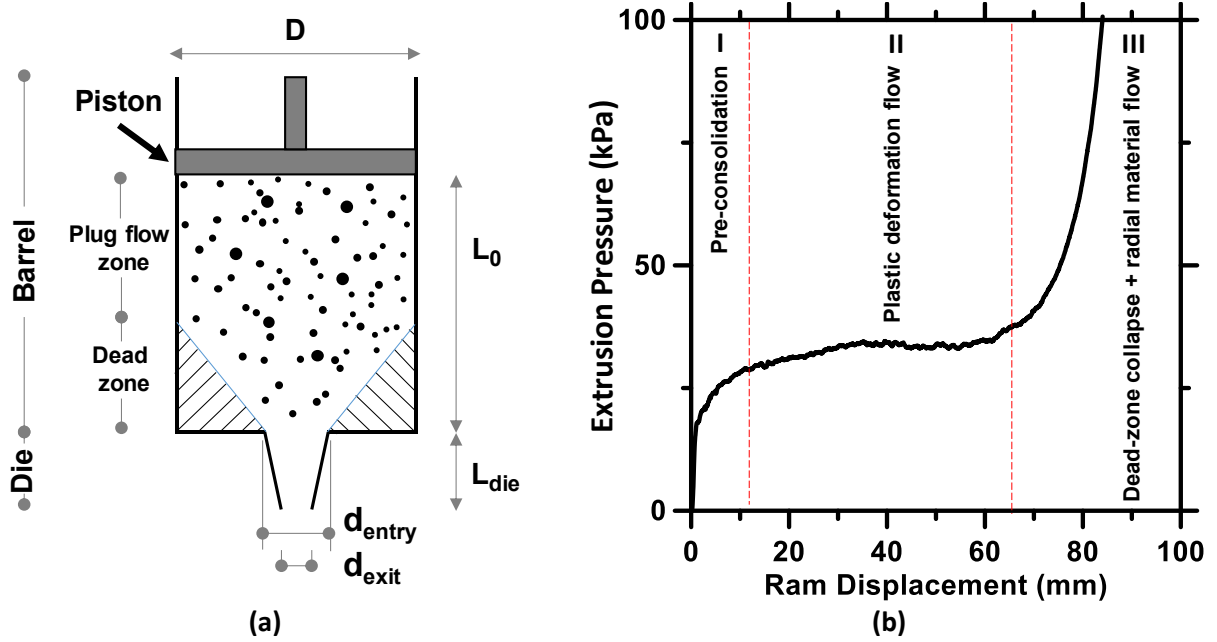 D
Piston
Barrel
Plug flow
zone
Dead
zone
Die
L0
Ldie
dentry
dexit
(a)
Extrusion Pressure (kPa)
100
50
0
I
Pre-consolidation
II
Plastic deformation flow
III
Dead-zone collapse + radial material flow
0 20 40 60 80 100
Ram Displacement (mm)
(b)